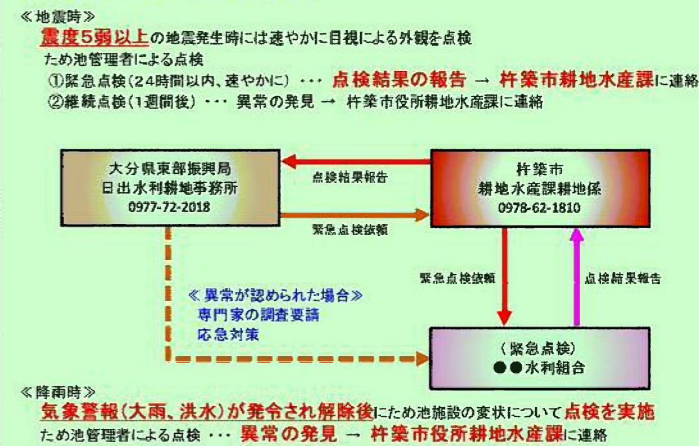 ≪地震時≫
震度5弱以上の地震発生時には速やかに目視による外観を点検
ため池管理者による点検
①緊急点検(24時間以内、速やかに)・・・ 点検結果の報告 → 杵築市耕地水産課に連絡
②継続点検(1週間後)・・・ 異常の発見 → 杵築市役所耕地水産課に連絡
大分県東部振興局
日出水利耕地事務所
0977-72-2018
点検結果報告
緊急点検依頼
杵築市
耕地水産課耕地係
0978-62-1810
緊急点検依頼
点検結果報告
≪異常が認められた場合≫
専門家の調査要請
応急対策
(緊急点検)
●●水利組合
≪降雨時≫
気象警報(大雨、洪水)が発令され解除後にため池施設の変状について点検を実施
ため池管理者による点検 ・・・ 異常の発見 → 杵築市役所耕地水産課に連絡